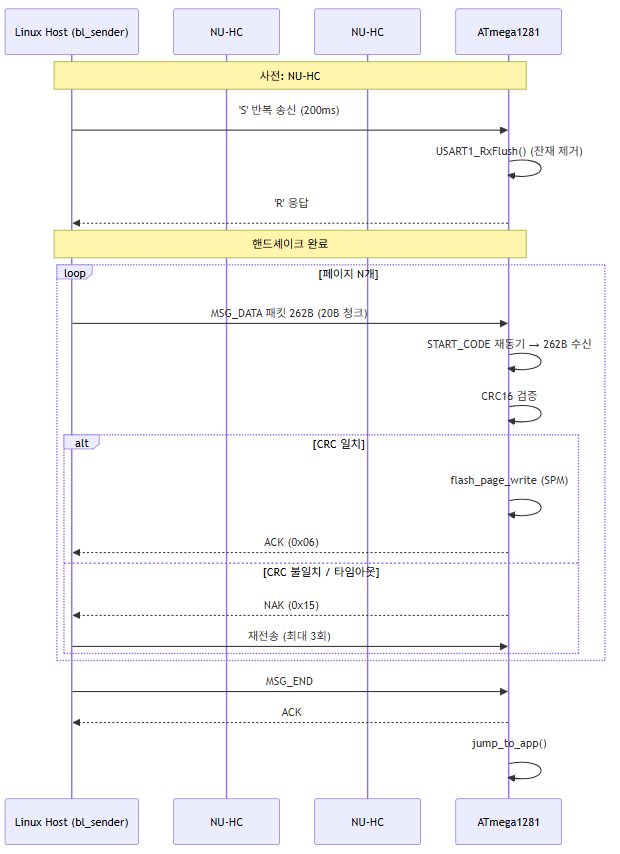 Linux Host (bl_sender)
NU-HC
NU-HC
ATmega1281
사전: NU-HC
'S' 반복 송신 (200ms)
USART1_RxFlush() (잔재 제거)
'R' 응답
핸드셰이크 완료
loop
[페이지 N개]
MSG_DATA 패킷 262B (20B 청크)
START_CODE 재동기 → 262B 수신
CRC16 검증
alt
[CRC 일치]
flash_page_write (SPM)
ACK (0x06)
[CRC 불일치 / 타임아웃]
NAK (0x15)
재전송 (최대 3회)
MSG_END
ACK
jump_to_app()
Linux Host (bl_sender)
NU-HC
NU-HC
ATmega1281